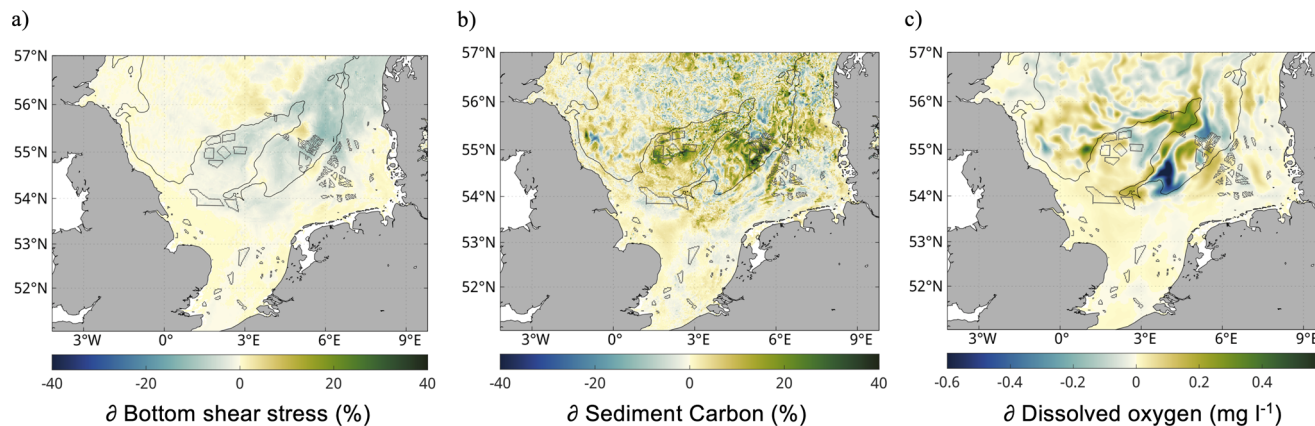 a)
57°N
56°N
55°N
54°N
53°N
52°N
3°W
0°
3°E
6°E
9°E
-40
-20
0
20
40
∂ Bottom shear stress (%)
b)
57°N
56°N
55°N
54°N
53°N
52°N
3°W
0°
3°E
6°E
9°E
-40
-20
0
20
40
∂ Sediment Carbon (%)
c)
57°N
56°N
55°N
54°N
53°N
52°N
3°W
0°
3°E
6°E
9°E
-0.6
-0.4
-0.2
0
0.2
0.4
∂ Dissolved oxygen (mg l⁻¹)